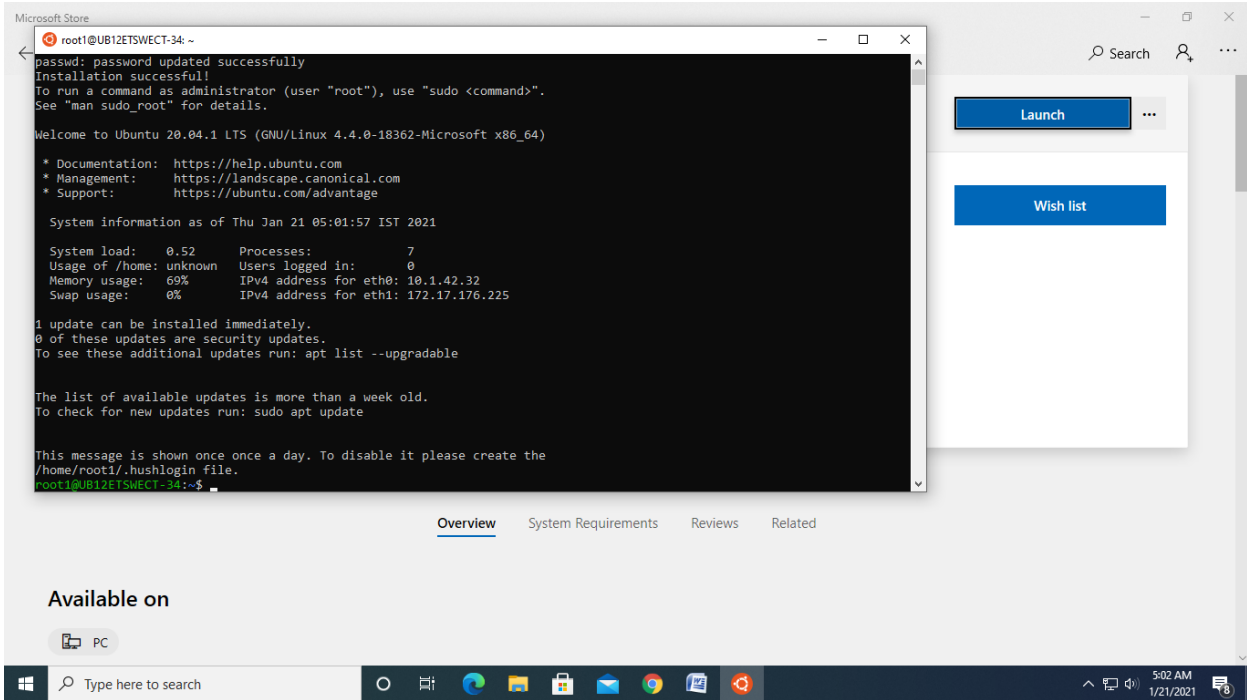 Microsoft Store
root1@UB12ETSWECT-34: ~
Search
passwd: password updated successfully
Installation successful!
To run a command as administrator (user "root"), use "sudo <command>".
See "man sudo_root" for details.
Welcome to Ubuntu 20.04.1 LTS (GNU/Linux 4.4.0-18362-Microsoft x86_64)
* Documentation:  https://help.ubuntu.com
* Management:     https://landscape.canonical.com
* Support:        https://ubuntu.com/advantage
System information as of Thu Jan 21 05:01:57 IST 2021
System load:    0.52      Processes:             7
Usage of /home: unknown   Users logged in:       0
Memory usage:   69%       IPv4 address for eth0: 10.1.42.32
Swap usage:     0%        IPv4 address for eth1: 172.17.176.225
1 update can be installed immediately.
0 of these updates are security updates.
To see these additional updates run: apt list --upgradable
The list of available updates is more than a week old.
To check for new updates run: sudo apt update
This message is shown once once a day. To disable it please create the
/home/root1/.hushlogin file.
root1@UB12ETSWECT-34:~$
Launch
Wish list
Overview System Requirements Reviews Related
Available on
PC
Type here to search
5:02 AM
1/21/2021
8